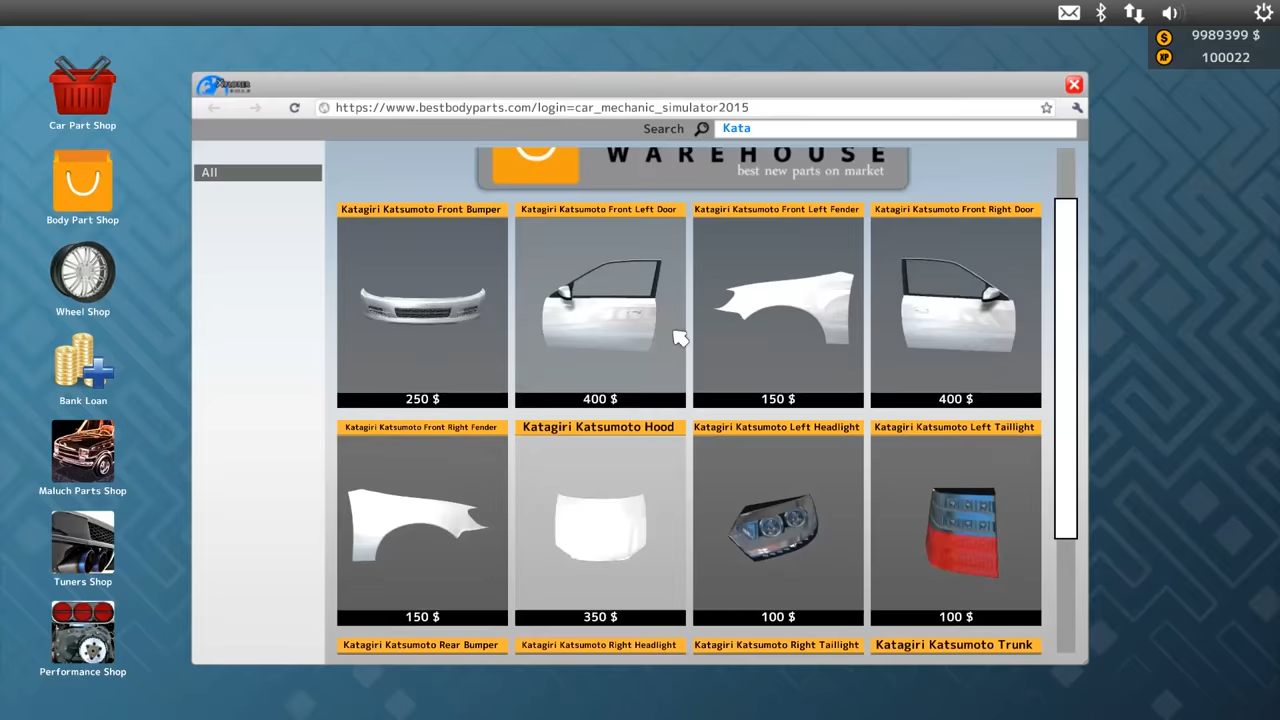 9989399 $
100022
Car Part Shop
Body Part Shop
Wheel Shop
Bank Loan
Maluch Parts Shop
Tuners Shop
Performance Shop
https://www.bestbodyparts.com/login=car_mechanic_simulator2015
Search
Kata
All
WAREHOUSE
best new parts on market
Katagiri Katsumoto Front Bumper
Katagiri Katsumoto Front Left Door
Katagiri Katsumoto Front Left Fender
Katagiri Katsumoto Front Right Door
250 $
400 $
150 $
400 $
Katagiri Katsumoto Front Right Fender
Katagiri Katsumoto Hood
Katagiri Katsumoto Left Headlight
Katagiri Katsumoto Left Taillight
150 $
350 $
100 $
100 $
Katagiri Katsumoto Rear Bumper
Katagiri Katsumoto Right Headlight
Katagiri Katsumoto Right Taillight
Katagiri Katsumoto Trunk